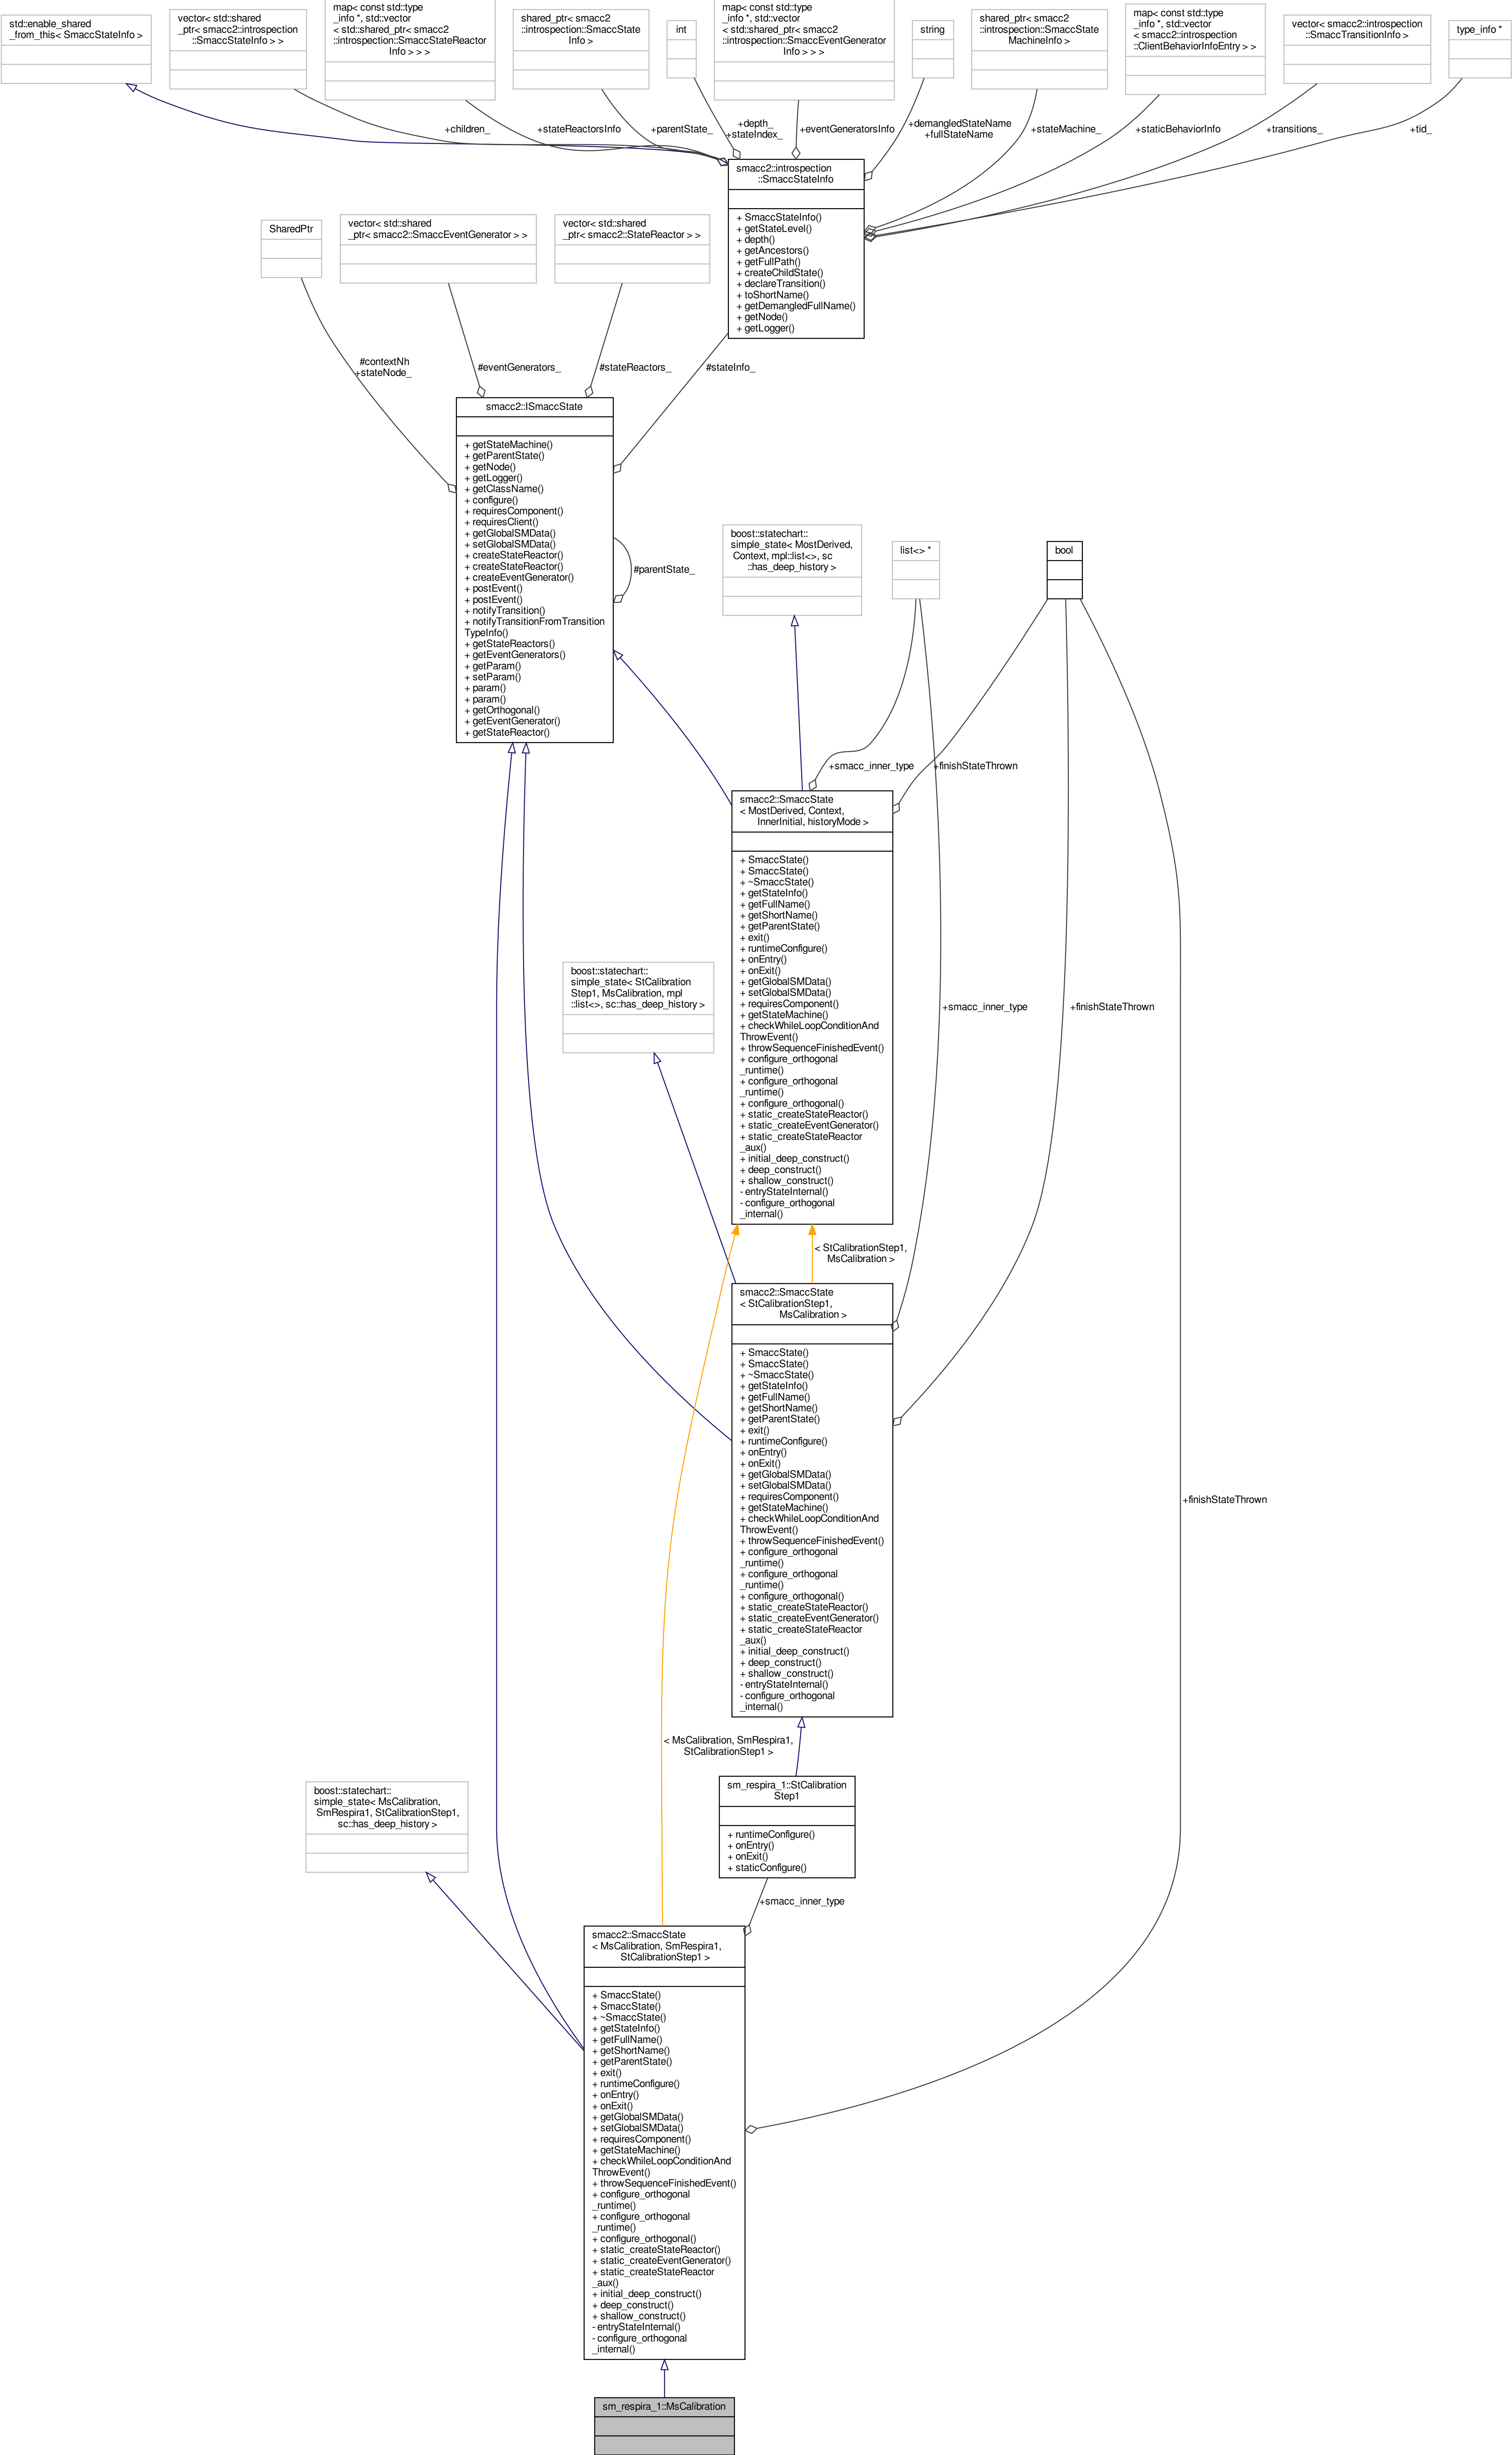 std::enable_shared
_from_this< SmaccStateInfo >
vector< std::shared
_ptr< smacc2::introspection
::SmaccStateInfo > >
map< const std::type
_info *, std::vector
< std::shared_ptr< smacc2
::introspection::SmaccStateReactor
Info > > >
shared_ptr< smacc2
::introspection::SmaccState
Info >
int
map< const std::type
_info *, std::vector
< std::shared_ptr< smacc2
::introspection::SmaccEventGenerator
Info > > >
string
shared_ptr< smacc2
::introspection::SmaccState
MachineInfo >
map< const std::type
_info *, std::vector
< smacc2::introspection
::ClientBehaviorInfoEntry > >
vector< smacc2::introspection
::SmaccTransitionInfo >
type_info *
+children_
+stateReactorsInfo
+parentState_
+depth_
+stateIndex_
+eventGeneratorsInfo
+demangledStateName
+fullStateName
+stateMachine_
+staticBehaviorInfo
+transitions_
+tid_
smacc2::introspection
::SmaccStateInfo
+ SmaccStateInfo()
+ getStateLevel()
+ depth()
+ getAncestors()
+ getFullPath()
+ createChildState()
+ declareTransition()
+ toShortName()
+ getDemangledFullName()
+ getNode()
+ getLogger()
SharedPtr
vector< std::shared
_ptr< smacc2::SmaccEventGenerator > >
vector< std::shared
_ptr< smacc2::StateReactor > >
#contextNh
+stateNode_
#eventGenerators_
#stateReactors_
#stateInfo_
smacc2::ISmaccState
+ getStateMachine()
+ getParentState()
+ getNode()
+ getLogger()
+ getClassName()
+ configure()
+ requiresComponent()
+ requiresClient()
+ getGlobalSMData()
+ setGlobalSMData()
+ createStateReactor()
+ createStateReactor()
+ createEventGenerator()
+ postEvent()
+ postEvent()
+ notifyTransition()
+ notifyTransitionFromTransition
TypeInfo()
+ getStateReactors()
+ getEventGenerators()
+ getParam()
+ setParam()
+ param()
+ param()
+ getOrthogonal()
+ getEventGenerator()
+ getStateReactor()
#parentState_
boost::statechart::
simple_state< MostDerived,
Context, mpl::list<>, sc
::has_deep_history >
list<> *
bool
+smacc_inner_type
+finishStateThrown
smacc2::SmaccState
< MostDerived, Context,
InnerInitial, historyMode >
+ SmaccState()
+ SmaccState()
+ ~SmaccState()
+ getStateInfo()
+ getFullName()
+ getShortName()
+ getParentState()
+ exit()
+ runtimeConfigure()
+ onEntry()
+ onExit()
+ getGlobalSMData()
+ setGlobalSMData()
+ requiresComponent()
+ getStateMachine()
+ checkWhileLoopConditionAnd
ThrowEvent()
+ throwSequenceFinishedEvent()
+ configure_orthogonal
_runtime()
+ configure_orthogonal
_runtime()
+ configure_orthogonal()
+ static_createStateReactor()
+ static_createEventGenerator()
+ static_createStateReactor
_aux()
+ initial_deep_construct()
+ deep_construct()
+ shallow_construct()
- entryStateInternal()
- configure_orthogonal
_internal()
boost::statechart::
simple_state< StCalibration
Step1, MsCalibration, mpl
::list<>, sc::has_deep_history >
+smacc_inner_type
+finishStateThrown
< StCalibrationStep1,
MsCalibration >
smacc2::SmaccState
< StCalibrationStep1,
MsCalibration >
+ SmaccState()
+ SmaccState()
+ ~SmaccState()
+ getStateInfo()
+ getFullName()
+ getShortName()
+ getParentState()
+ exit()
+ runtimeConfigure()
+ onEntry()
+ onExit()
+ getGlobalSMData()
+ setGlobalSMData()
+ requiresComponent()
+ getStateMachine()
+ checkWhileLoopConditionAnd
ThrowEvent()
+ throwSequenceFinishedEvent()
+ configure_orthogonal
_runtime()
+ configure_orthogonal
_runtime()
+ configure_orthogonal()
+ static_createStateReactor()
+ static_createEventGenerator()
+ static_createStateReactor
_aux()
+ initial_deep_construct()
+ deep_construct()
+ shallow_construct()
- entryStateInternal()
- configure_orthogonal
_internal()
+finishStateThrown
< MsCalibration, SmRespira1,
StCalibrationStep1 >
sm_respira_1::StCalibration
Step1
+ runtimeConfigure()
+ onEntry()
+ onExit()
+ staticConfigure()
boost::statechart::
simple_state< MsCalibration,
SmRespira1, StCalibrationStep1,
sc::has_deep_history >
+smacc_inner_type
smacc2::SmaccState
< MsCalibration, SmRespira1,
StCalibrationStep1 >
+ SmaccState()
+ SmaccState()
+ ~SmaccState()
+ getStateInfo()
+ getFullName()
+ getShortName()
+ getParentState()
+ exit()
+ runtimeConfigure()
+ onEntry()
+ onExit()
+ getGlobalSMData()
+ setGlobalSMData()
+ requiresComponent()
+ getStateMachine()
+ checkWhileLoopConditionAnd
ThrowEvent()
+ throwSequenceFinishedEvent()
+ configure_orthogonal
_runtime()
+ configure_orthogonal
_runtime()
+ configure_orthogonal()
+ static_createStateReactor()
+ static_createEventGenerator()
+ static_createStateReactor
_aux()
+ initial_deep_construct()
+ deep_construct()
+ shallow_construct()
- entryStateInternal()
- configure_orthogonal
_internal()
sm_respira_1::MsCalibration